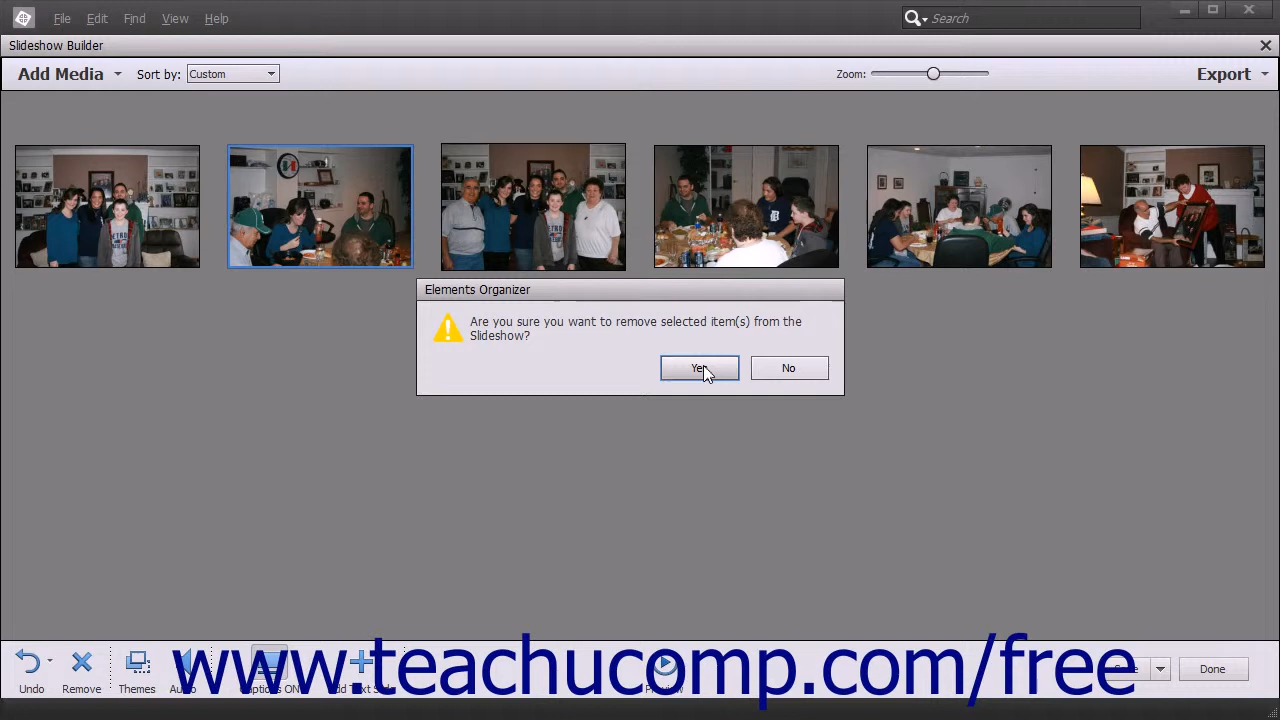 File Edit Find View Help Search
Slideshow Builder
Add Media Sort by: Custom Zoom: Export
Elements Organizer
Are you sure you want to remove selected item(s) from the
Slideshow?
Yes No
www.teachucomp.com/free
Done
Undo Remove Themes